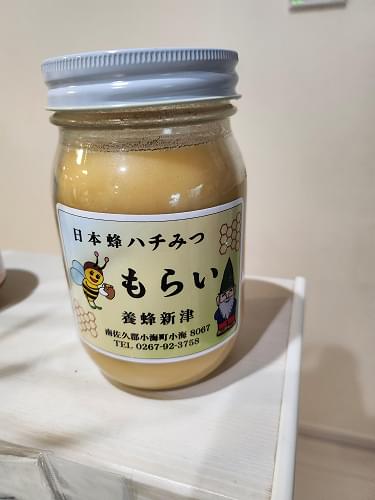 日本蜂ハチみつ
もらい
養蜂新津
南佐久郡小海町小海 8067
TEL 0267-92-3758